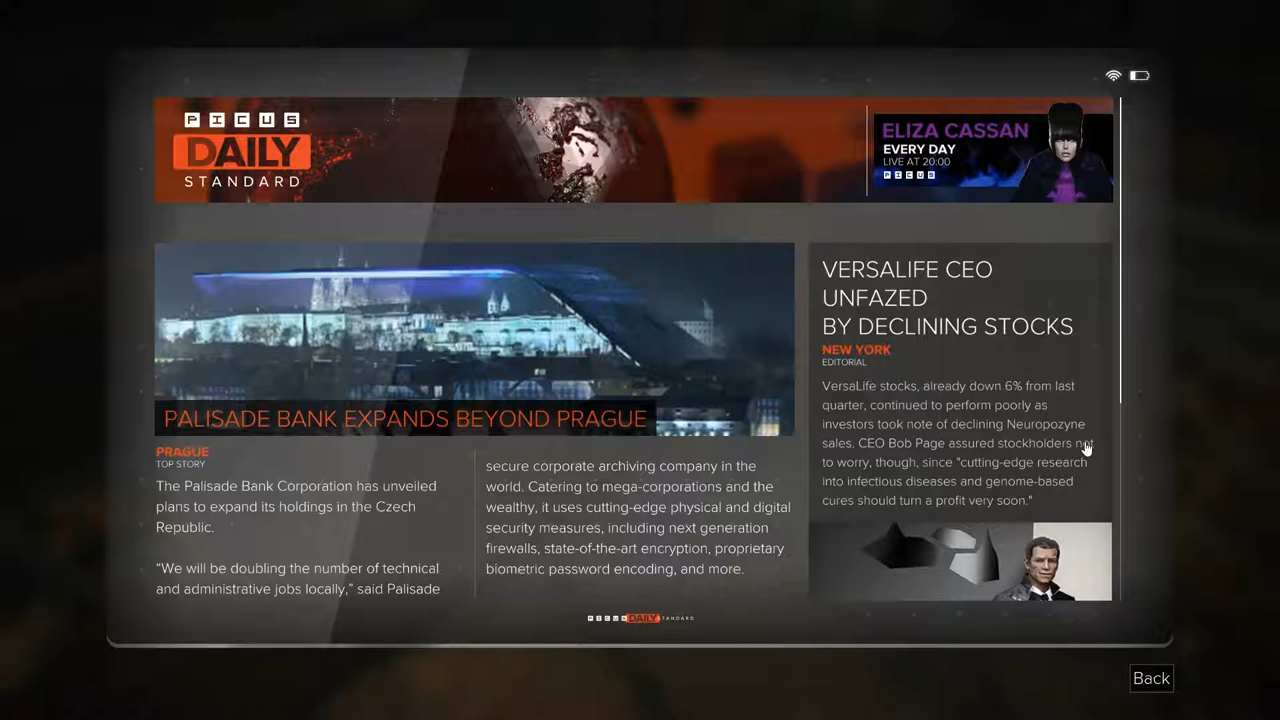 PICUS
DAILY
STANDARD
ELIZA CASSAN
EVERY DAY
LIVE AT 20:00
PICUS
PALISADE BANK EXPANDS BEYOND PRAGUE
PRAGUE
TOP STORY
The Palisade Bank Corporation has unveiled
plans to expand its holdings in the Czech
Republic.
“We will be doubling the number of technical
and administrative jobs locally,” said Palisade
secure corporate archiving company in the
world. Catering to mega-corporations and the
wealthy, it uses cutting-edge physical and digital
security measures, including next generation
firewalls, state-of-the-art encryption, proprietary
biometric password encoding, and more.
VERSALIFE CEO
UNFAZED
BY DECLINING STOCKS
NEW YORK
EDITORIAL
VersaLife stocks, already down 6% from last
quarter, continued to perform poorly as
investors took note of declining Neuropozyne
sales. CEO Bob Page assured stockholders not
to worry, though, since "cutting-edge research
into infectious diseases and genome-based
cures should turn a profit very soon."
PICUS DAILY STANDARD
Back